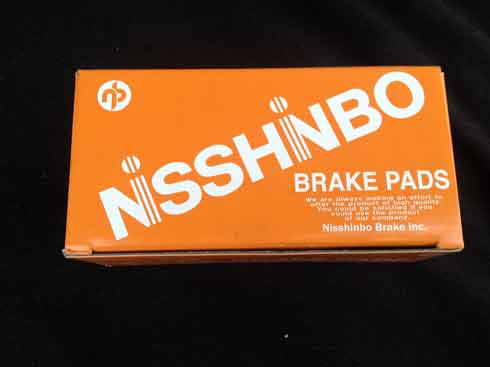 NISSHINBO
BRAKE PADS
We are always making an effort to
offer the product of high quality.
You could be satisfied if you
could use the product
of our company.
Nisshinbo Brake Inc.